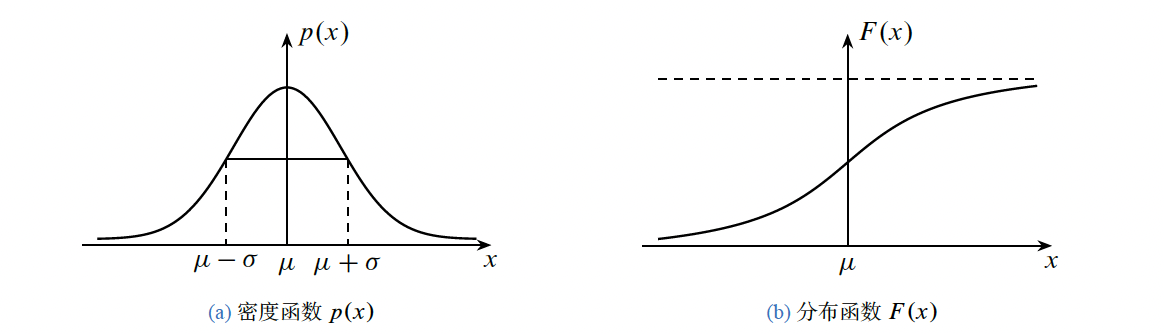 p(x)
F(x)
μ − σ μ μ + σ x
μ x
(a) 密度函数 p(x)
(b) 分布函数 F(x)